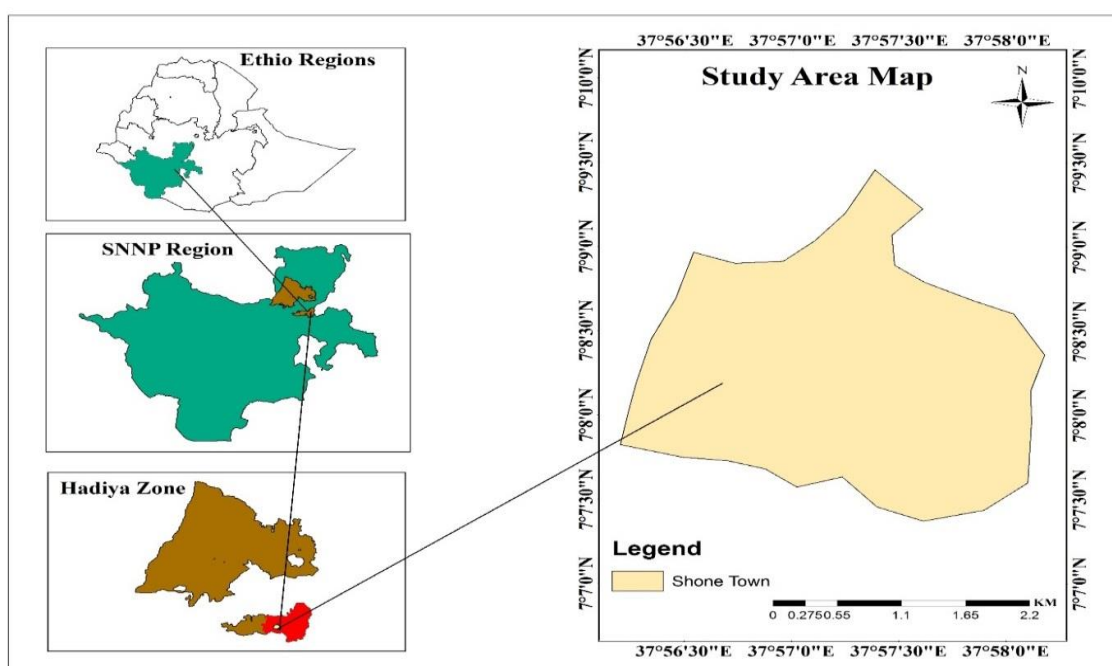 Ethio Regions
SNNP Region
Hadiya Zone
37°56'30"E 37°57'0"E 37°57'30"E 37°58'0"E
Study Area Map
N
7°10'0"N
7°9'30"N
7°9'0"N
7°8'30"N
7°8'0"N
7°7'30"N
7°7'0"N
7°10'0"N
7°9'30"N
7°9'0"N
7°8'30"N
7°8'0"N
7°7'30"N
7°7'0"N
Legend
Shone Town
KM
0 0.275 0.55 1.1 1.65 2.2
37°56'30"E 37°57'0"E 37°57'30"E 37°58'0"E